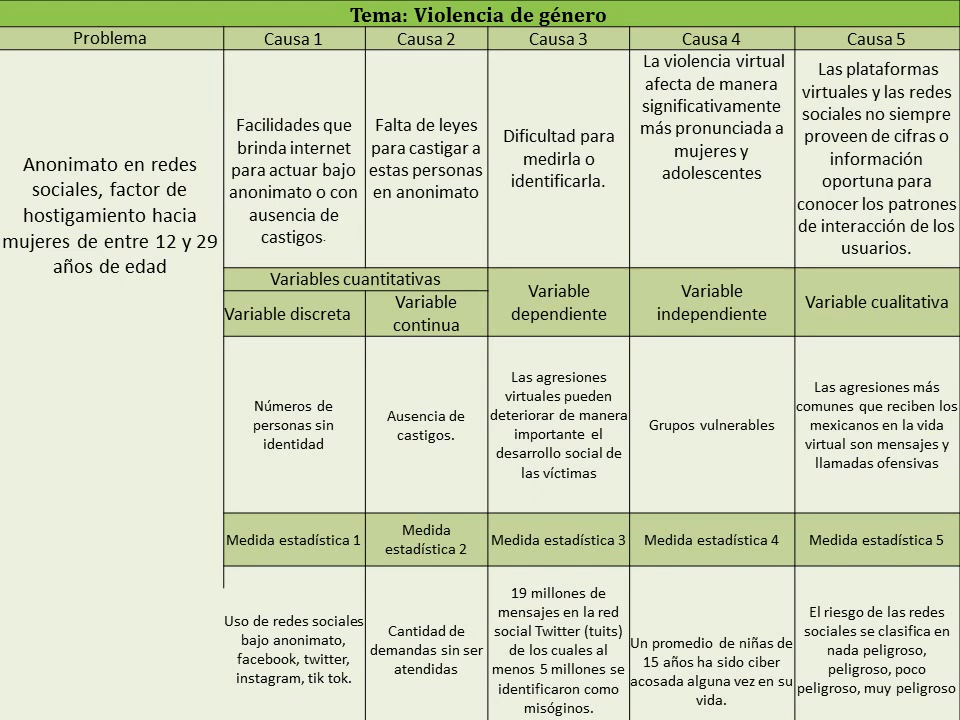 Tema: Violencia de género
Problema
Causa 1
Causa 2
Causa 3
Causa 4
Causa 5
Anonimato en redes
sociales, factor de
hostigamiento hacia
mujeres de entre 12 y 29
años de edad
Facilidades que
brinda internet
para actuar bajo
anonimato o con
ausencia de
castigos.
Falta de leyes
para castigar a
estas personas
en anonimato
Dificultad para
medirla o
identificarla.
La violencia virtual
afecta de manera
significativamente
más pronunciada a
mujeres y
adolescentes
Las plataformas
virtuales y las redes
sociales no siempre
proveen de cifras o
información
oportuna para
conocer los patrones
de interacción de los
usuarios.
Variables cuantitativas
Variable discreta
Variable
continua
Variable
dependiente
Variable
independiente
Variable cualitativa
Números de
personas sin
identidad
Ausencia de
castigos.
Las agresiones
virtuales pueden
deteriorar de manera
importante el
desarrollo social de
las víctimas
Grupos vulnerables
Las agresiones más
comunes que reciben los
mexicanos en la vida
virtual son mensajes y
llamadas ofensivas
Medida estadística 1
Medida
estadística 2
Medida estadística 3
Medida estadística 4
Medida estadística 5
Uso de redes sociales
bajo anonimato,
facebook, twitter,
instagram, tik tok.
Cantidad de
demandas sin ser
atendidas
19 millones de
mensajes en la red
social Twitter (tuits)
de los cuales al
menos 5 millones se
identificaron como
misóginos.
Un promedio de niñas de
15 años ha sido ciber
acosada alguna vez en su
vida.
El riesgo de las redes
sociales se clasifica en
nada peligroso,
peligroso, poco
peligroso, muy peligroso